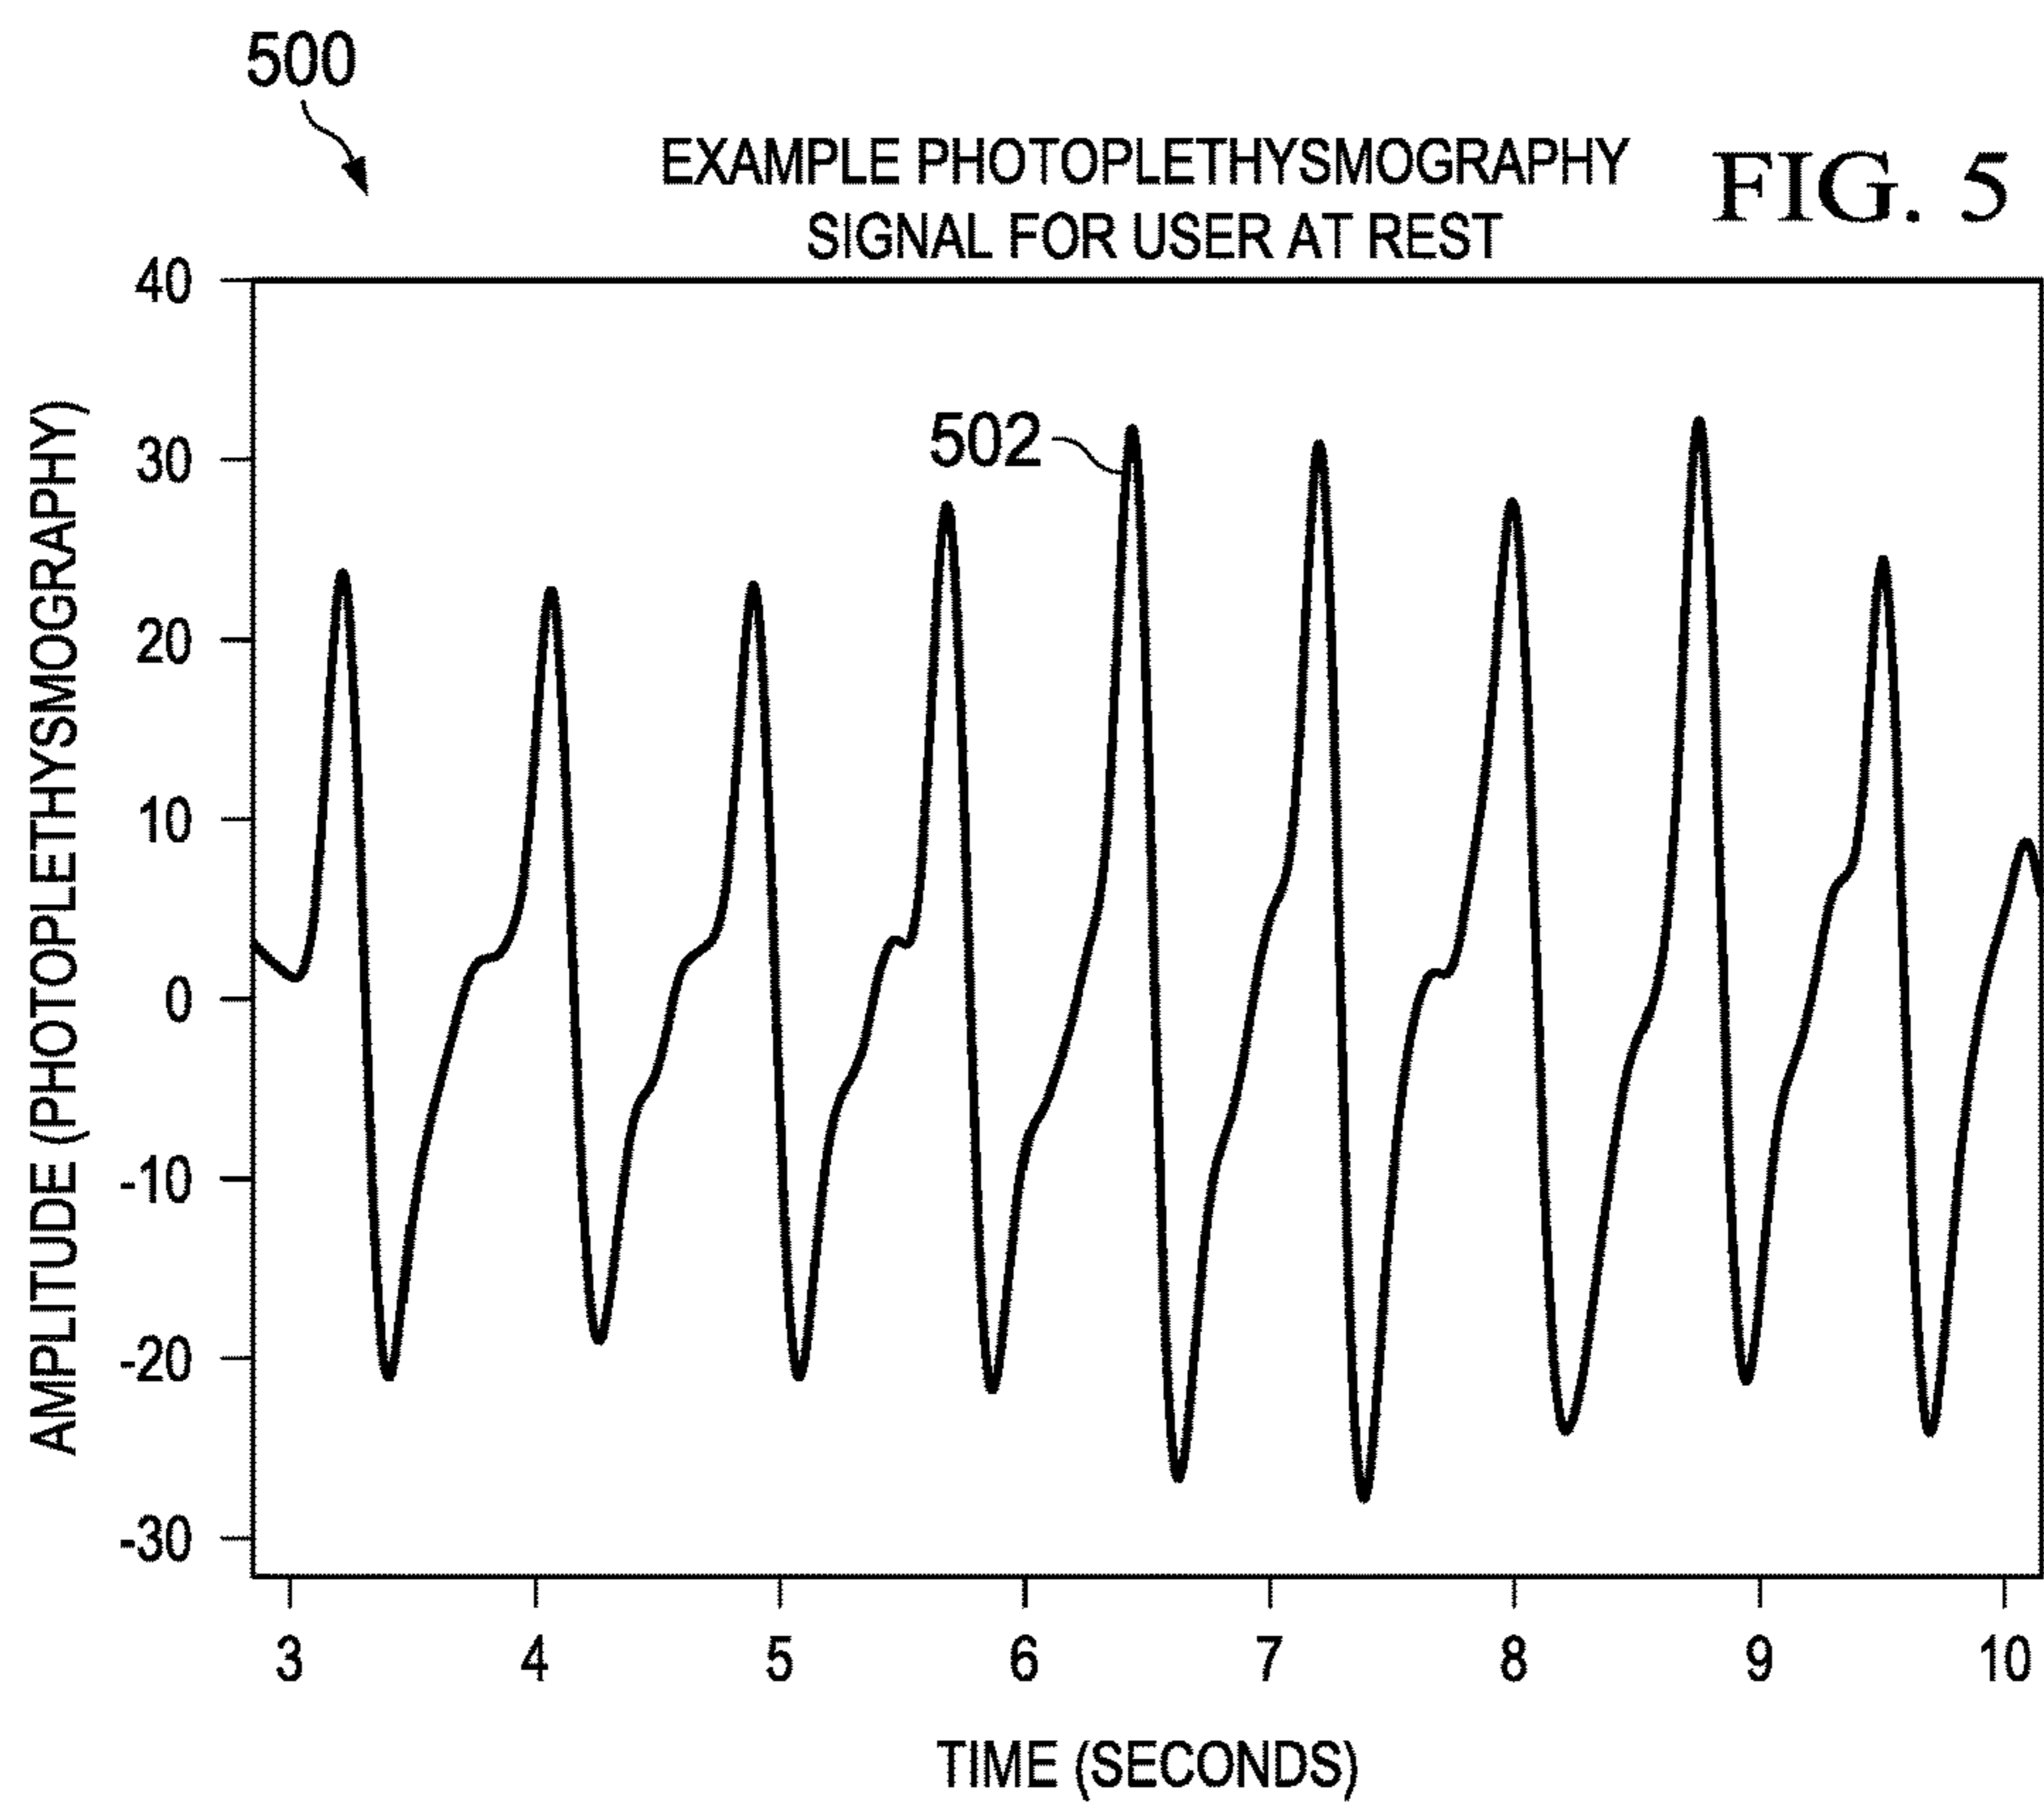 500
EXAMPLE PHOTOPLETHYSMOGRAPHY
SIGNAL FOR USER AT REST
FIG. 5
AMPLITUDE (PHOTOPLETHYSMOGRAPHY)
40
30
20
10
0
-10
-20
-30
502
3 4 5 6 7 8 9 10
TIME (SECONDS)